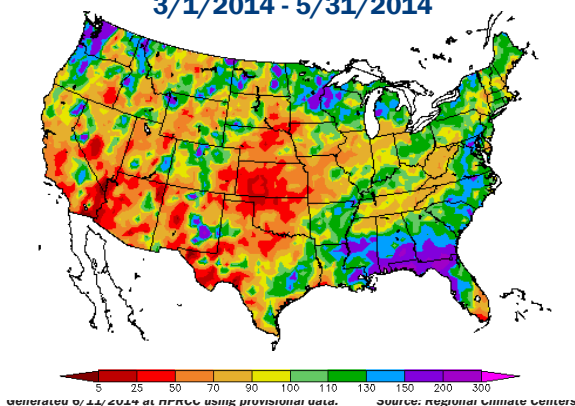 3/1/2014 - 5/31/2014
5 25 50 70 90 100 110 130 150 200 300
Generated 6/11/2014 at HPRCC using provisional data. Source: Regional Climate Centers